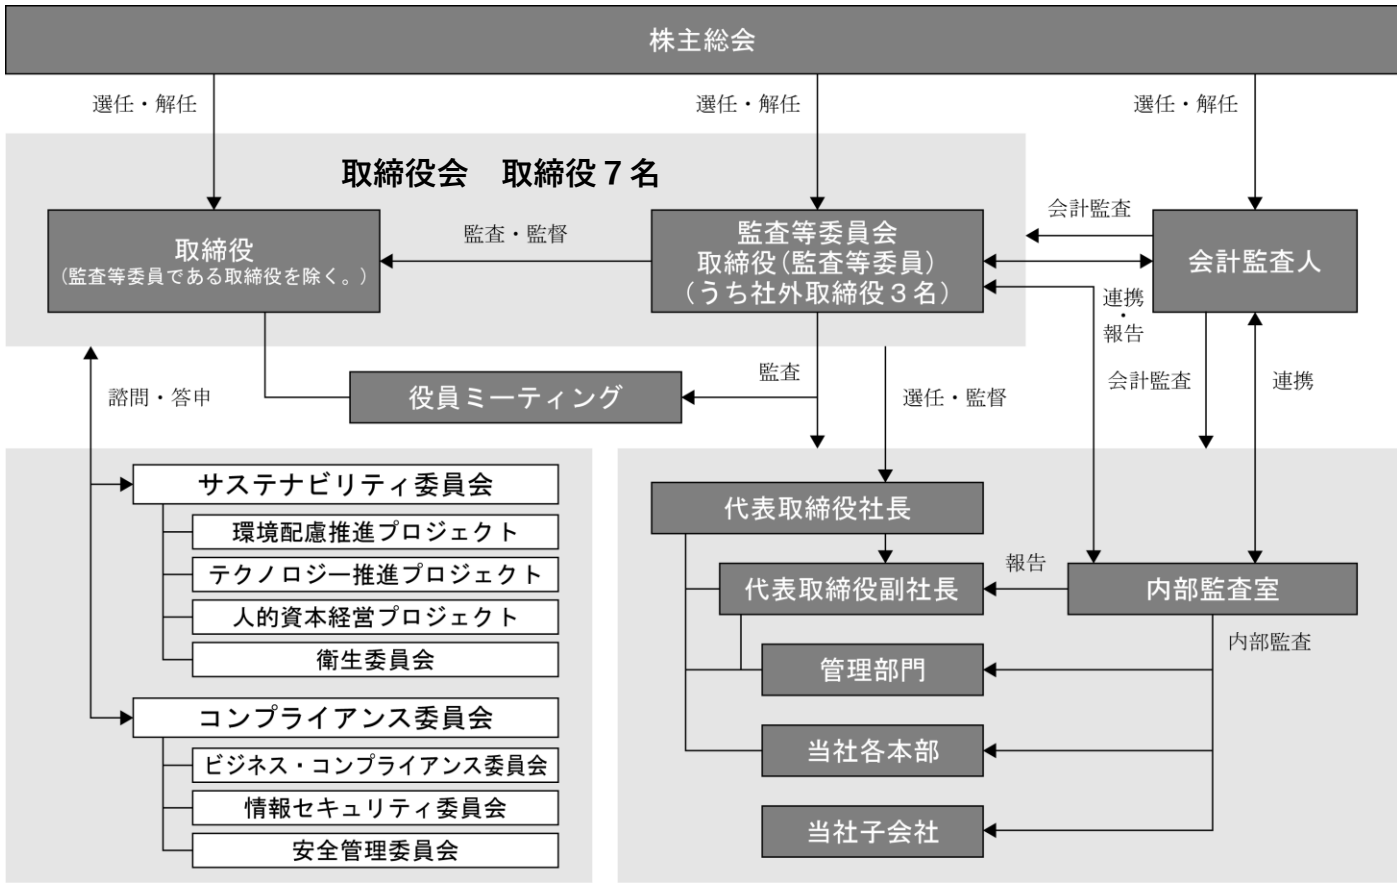 株主総会
選任・解任
選任・解任
選任・解任
取締役会　取締役７名
取締役
（監査等委員である取締役を除く。）
監査・監督
監査等委員会
取締役（監査等委員）
（うち社外取締役３名）
会計監査
会計監査人
連携
・
報告
諮問・答申
役員ミーティング
監査
選任・監督
会計監査
連携
サステナビリティ委員会
環境配慮推進プロジェクト
テクノロジー推進プロジェクト
人的資本経営プロジェクト
衛生委員会
コンプライアンス委員会
ビジネス・コンプライアンス委員会
情報セキュリティ委員会
安全管理委員会
代表取締役社長
代表取締役副社長
報告
内部監査室
内部監査
管理部門
当社各本部
当社子会社